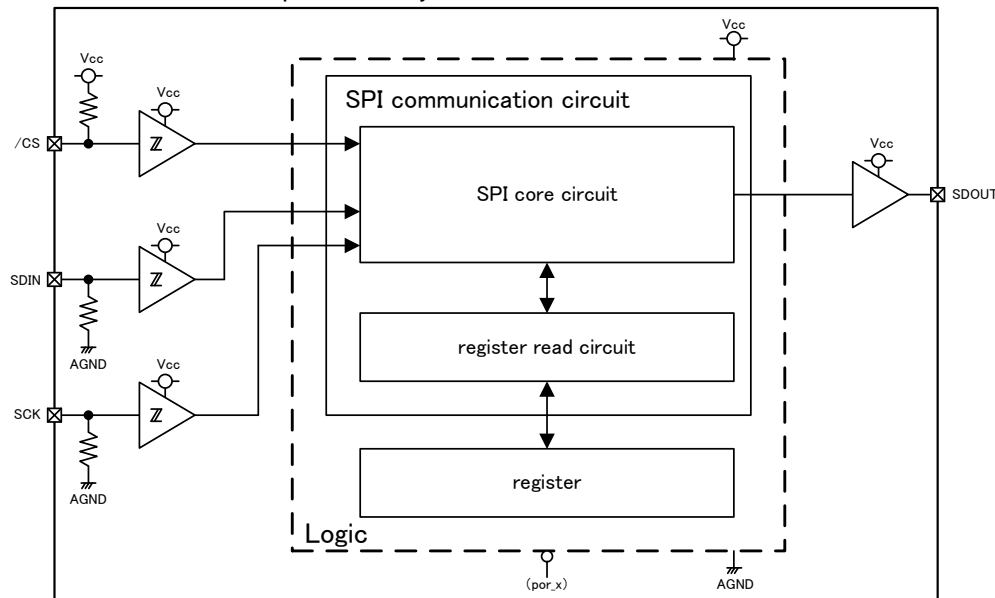 Vcc
Vcc
Vcc
SPI communication circuit
/CS
SPI core circuit
Vcc
SDOUT
Vcc
SDIN
AGND
register read circuit
Vcc
SCK
AGND
register
Logic
(por_x)
AGND